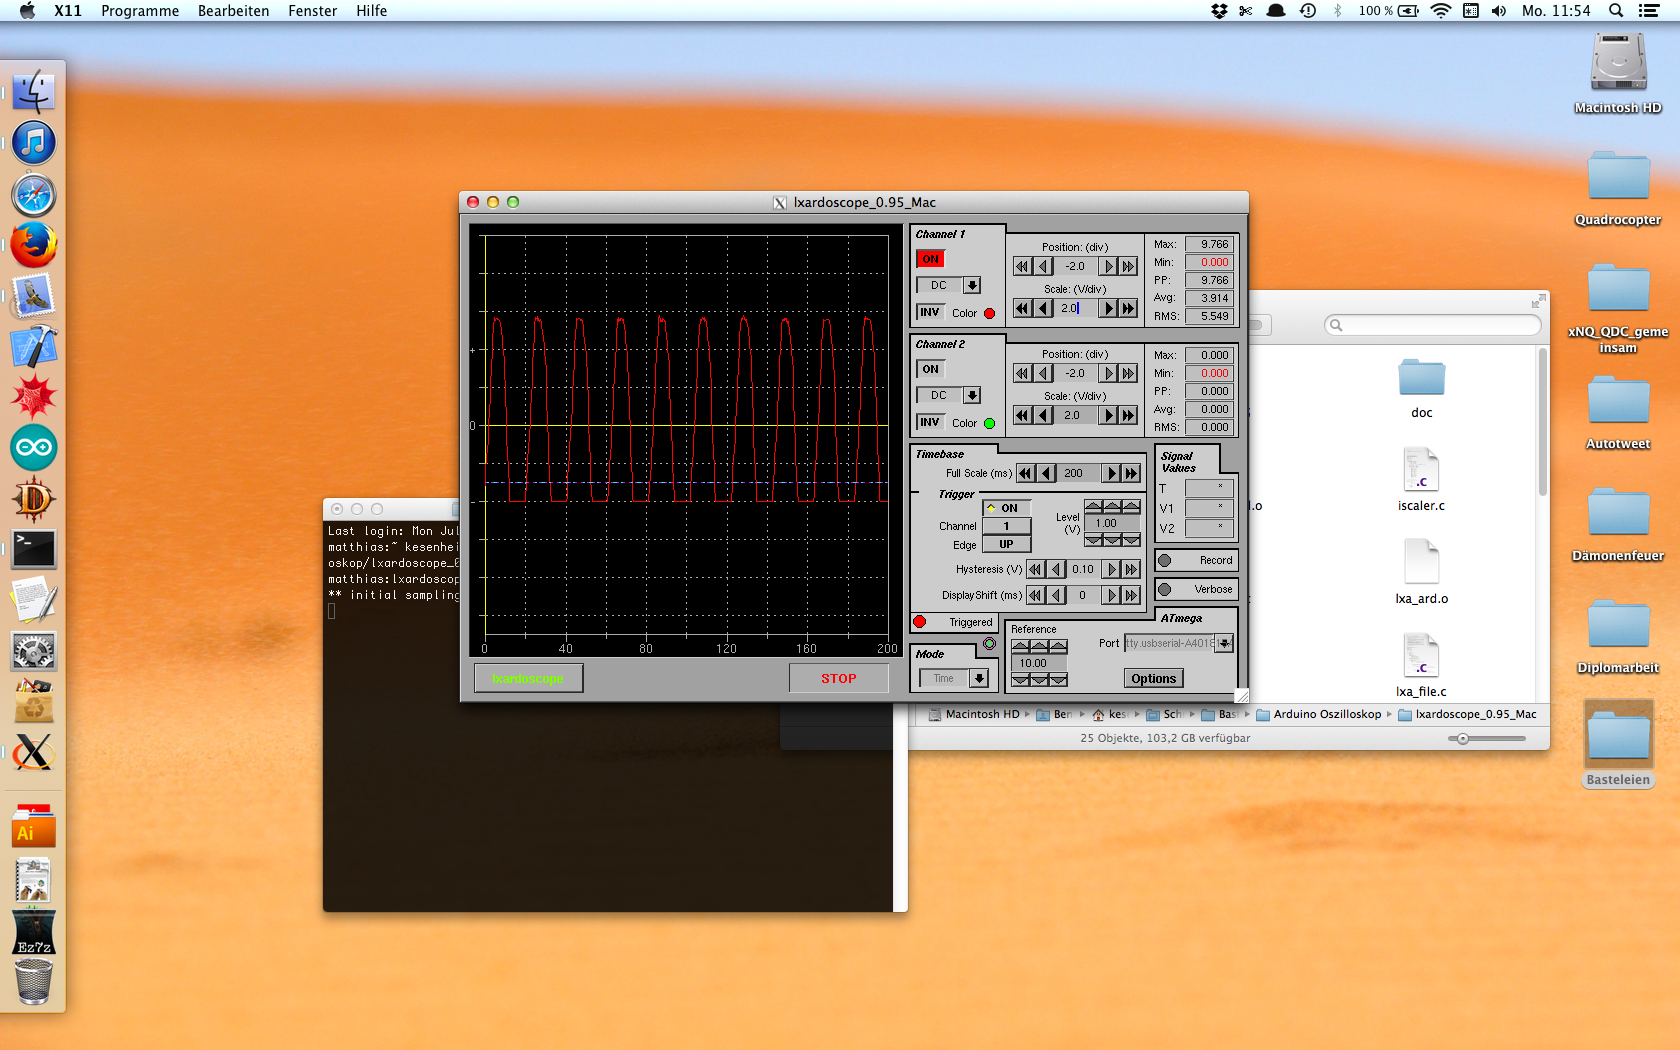 X11 Programme Bearbeiten Fenster Hilfe
100 % Mo. 11:54
Macintosh HD
Quadrocopter
xNQ_QDC_geme
insam
Autotweet
Dämonenfeuer
Diplomarbeit
Basteleien
lxardoscope_0.95_Mac
+
0
-
0 40 80 120 160 200
lxardoscope
STOP
Channel 1
ON
DC
INV Color
Position: (div)
-2.0
Scale: (V/div)
2.0
Max: 9.766
Min: 0.000
PP: 9.766
Avg: 3.914
RMS: 5.549
Channel 2
ON
DC
INV Color
Position: (div)
-2.0
Scale: (V/div)
2.0
Max: 0.000
Min: 0.000
PP: 0.000
Avg: 0.000
RMS: 0.000
Timebase
Full Scale (ms) 200
Trigger
ON
Channel 1
Edge UP
Level
(V)
1.00
Hysteresis (V) 0.10
DisplayShift (ms) 0
Signal
Values
T *
V1 *
V2 *
Record
Verbose
Triggered
Mode
Time
Reference
10.00
ATmega
Port tty.usbserial-A4018
Options
Last login: Mon Jul
matthias:~ kesenhei
oskop/lxardoscope_0
matthias:lxardoscop
** initial sampling
doc
iscaler.c
l.o
lxa_ard.o
lxa_file.c
Macintosh HD Ben kese Sch Bas Arduino Oszilloskop lxardoscope_0.95_Mac
25 Objekte, 103,2 GB verfügbar
Ai
Ez7z